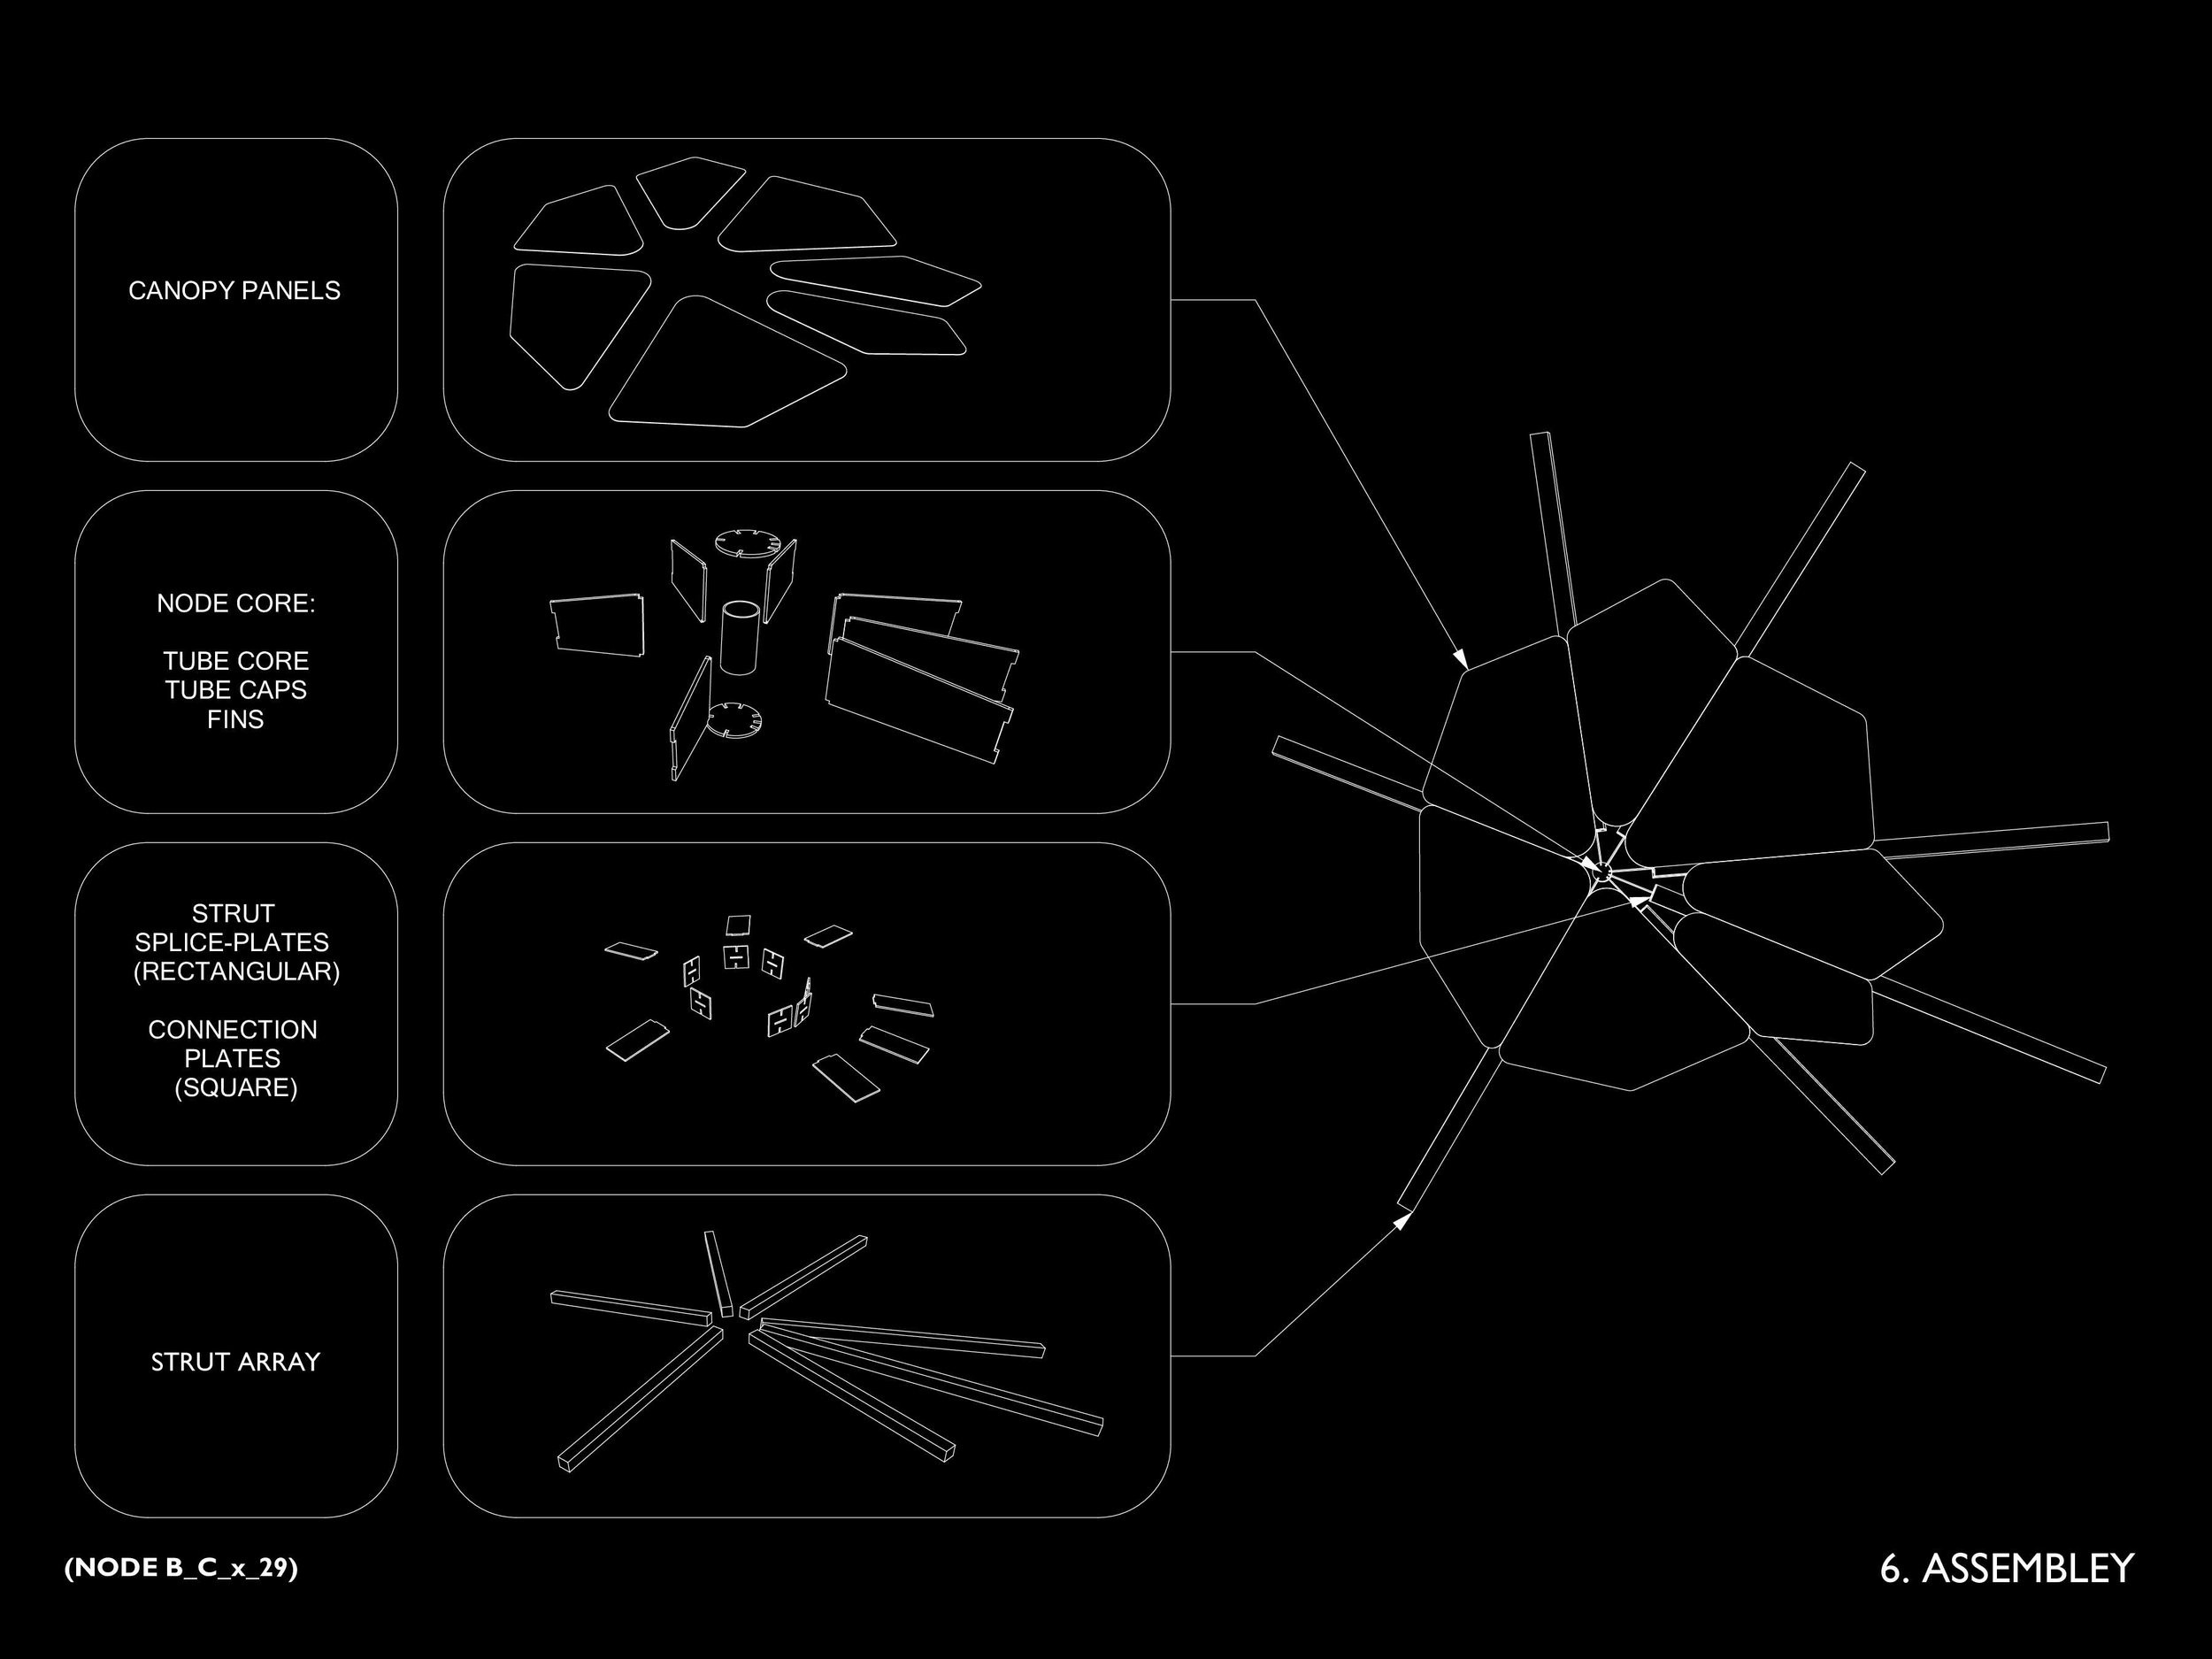 CANOPY PANELS
NODE CORE:
TUBE CORE
TUBE CAPS
FINS
STRUT
SPLICE-PLATES
(RECTANGULAR)
CONNECTION
PLATES
(SQUARE)
STRUT ARRAY
(NODE B_C_x_29)
6. ASSEMBLEY